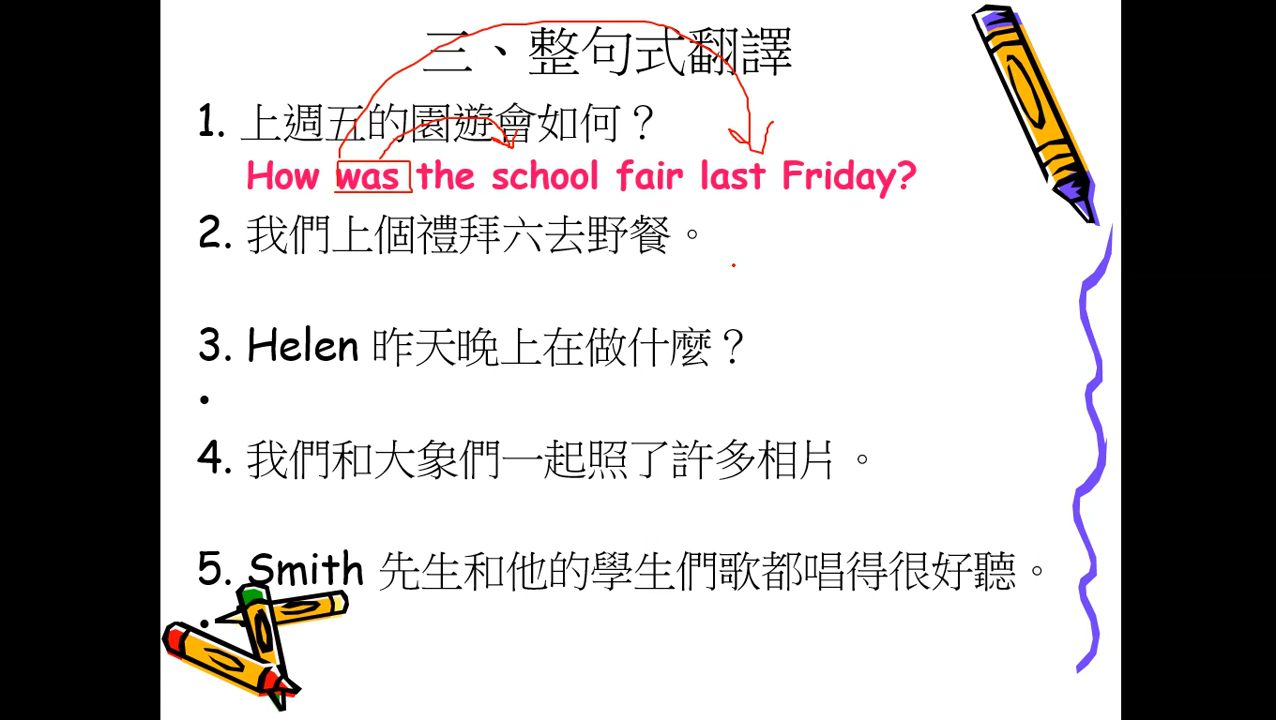 三、整句式翻譯
1. 上週五的園遊會如何？
How was the school fair last Friday?
2. 我們上個禮拜六去野餐。
3. Helen 昨天晚上在做什麼？
4. 我們和大象們一起照了許多相片。
5. Smith 先生和他的學生們歌都唱得很好聽。